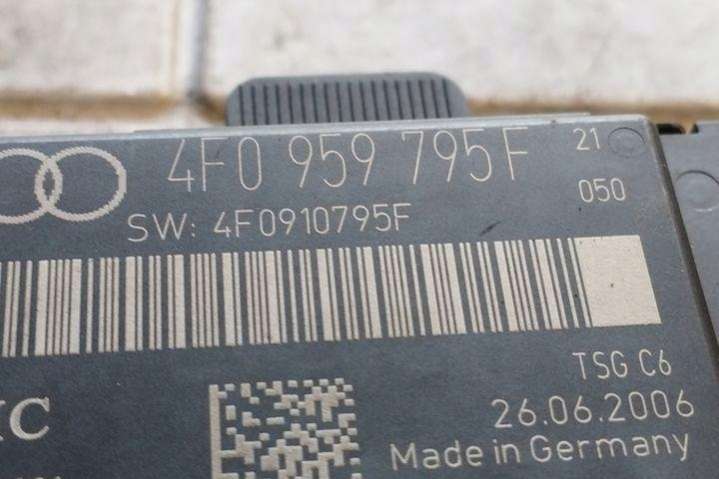 4F0 959 795F 21
050
SW: 4F0910795F
TSG C6
26.06.2006
Made in Germany